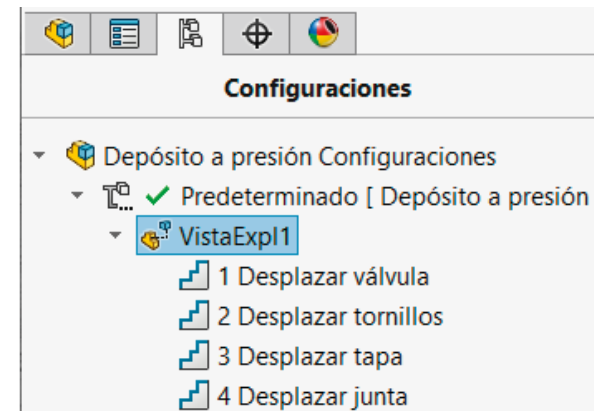 Configuraciones
Depósito a presión Configuraciones
Predeterminado [ Depósito a presión
VistaExpl1
1 Desplazar válvula
2 Desplazar tornillos
3 Desplazar tapa
4 Desplazar junta